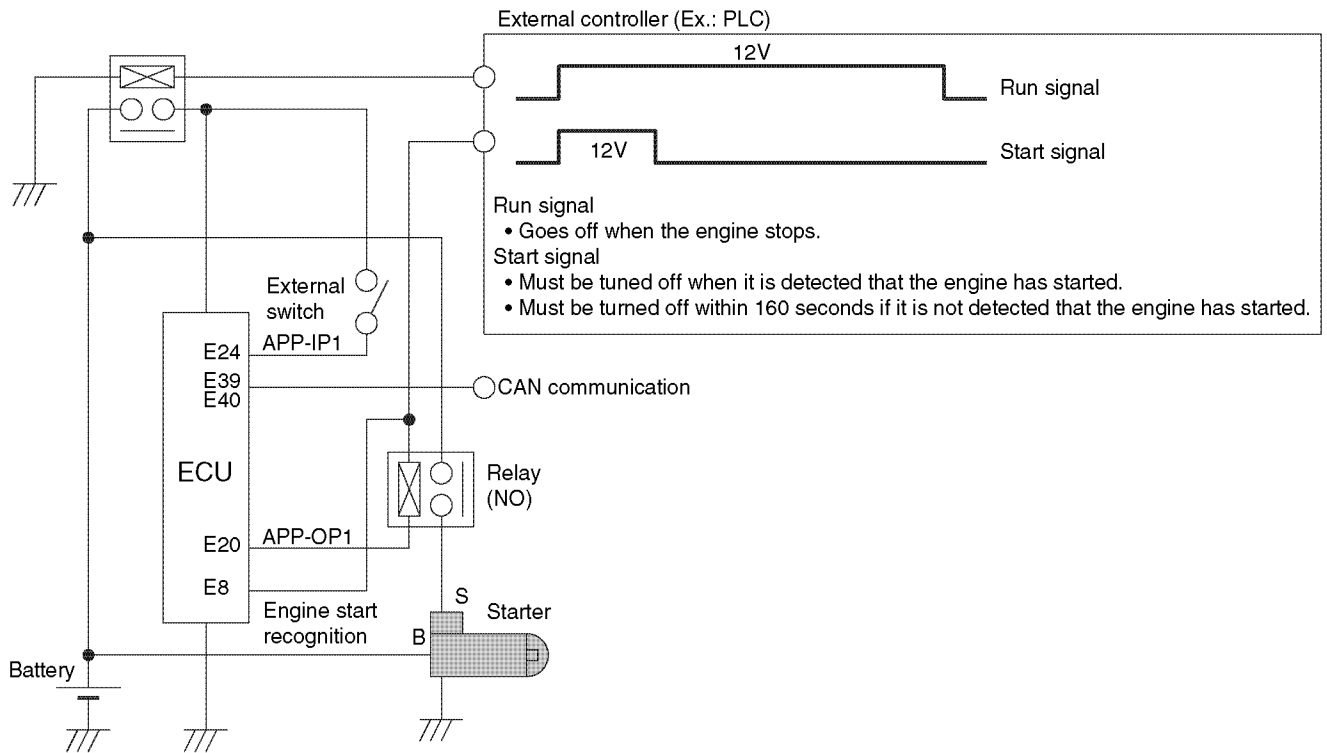 External controller (Ex.: PLC)
12V
Run signal
12V
Start signal
Run signal
• Goes off when the engine stops.
Start signal
• Must be tuned off when it is detected that the engine has started.
• Must be turned off within 160 seconds if it is not detected that the engine has started.
External
switch
APP-IP1
E24
E39
E40
CAN communication
ECU
Relay
(NO)
APP-OP1
E20
E8
Engine start
recognition
S
Starter
B
Battery